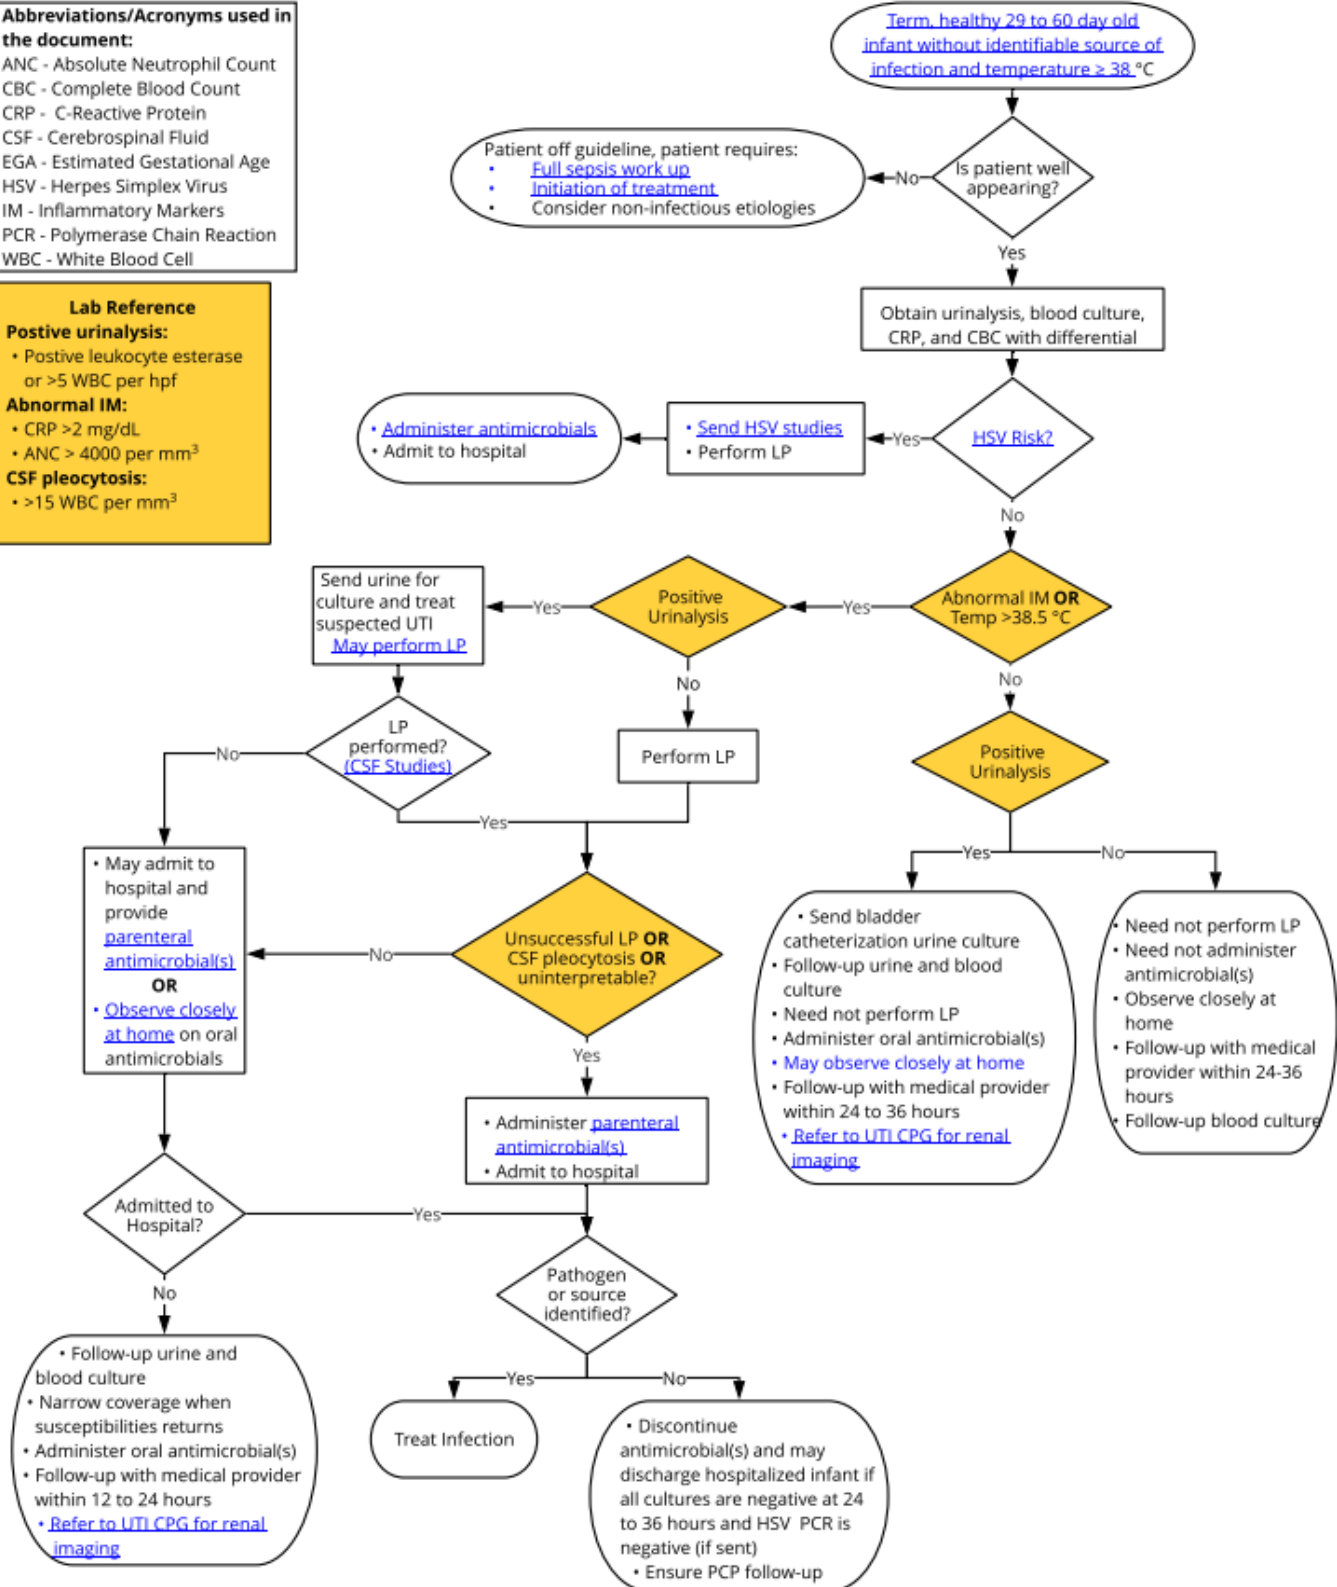 Abbreviations/Acronyms used in
the document:
ANC - Absolute Neutrophil Count
CBC - Complete Blood Count
CRP -  C-Reactive Protein
CSF - Cerebrospinal Fluid
EGA - Estimated Gestational Age
HSV - Herpes Simplex Virus
IM - Inflammatory Markers
PCR - Polymerase Chain Reaction
WBC - White Blood Cell
Lab Reference
Postive urinalysis:
• Postive leukocyte esterase
or >5 WBC per hpf
Abnormal IM:
• CRP >2 mg/dL
• ANC > 4000 per mm³
CSF pleocytosis:
• >15 WBC per mm³
Term, healthy 29 to 60 day old
infant without identifiable source of
infection and temperature ≥ 38 °C
Is patient well
appearing?
No
Patient off guideline, patient requires:
• Full sepsis work up
• Initiation of treatment
• Consider non-infectious etiologies
Yes
Obtain urinalysis, blood culture,
CRP, and CBC with differential
HSV Risk?
Yes
• Send HSV studies
• Perform LP
• Administer antimicrobials
• Admit to hospital
No
Abnormal IM OR
Temp >38.5 °C
Yes
Positive
Urinalysis
Yes
Send urine for
culture and treat
suspected UTI
May perform LP
No
Perform LP
LP
performed?
(CSF Studies)
No
Yes
No
Positive
Urinalysis
Yes
No
• Send bladder
catheterization urine culture
• Follow-up urine and blood
culture
• Need not perform LP
• Administer oral antimicrobial(s)
• May observe closely at home
• Follow-up with medical provider
within 24 to 36 hours
• Refer to UTI CPG for renal
imaging
• Need not perform LP
• Need not administer
antimicrobial(s)
• Observe closely at
home
• Follow-up with medical
provider within 24-36
hours
• Follow-up blood culture
Unsuccessful LP OR
CSF pleocytosis OR
uninterpretable?
No
• May admit to
hospital and
provide
parenteral
antimicrobial(s)
OR
• Observe closely
at home on oral
antimicrobials
Yes
• Administer parenteral
antimicrobial(s)
• Admit to hospital
Admitted to
Hospital?
Yes
No
• Follow-up urine and
blood culture
• Narrow coverage when
susceptibilities returns
• Administer oral antimicrobial(s)
• Follow-up with medical provider
within 12 to 24 hours
• Refer to UTI CPG for renal
imaging
Pathogen
or source
identified?
Yes
No
Treat Infection
• Discontinue
antimicrobial(s) and may
discharge hospitalized infant if
all cultures are negative at 24
to 36 hours and HSV  PCR is
negative (if sent)
• Ensure PCP follow-up